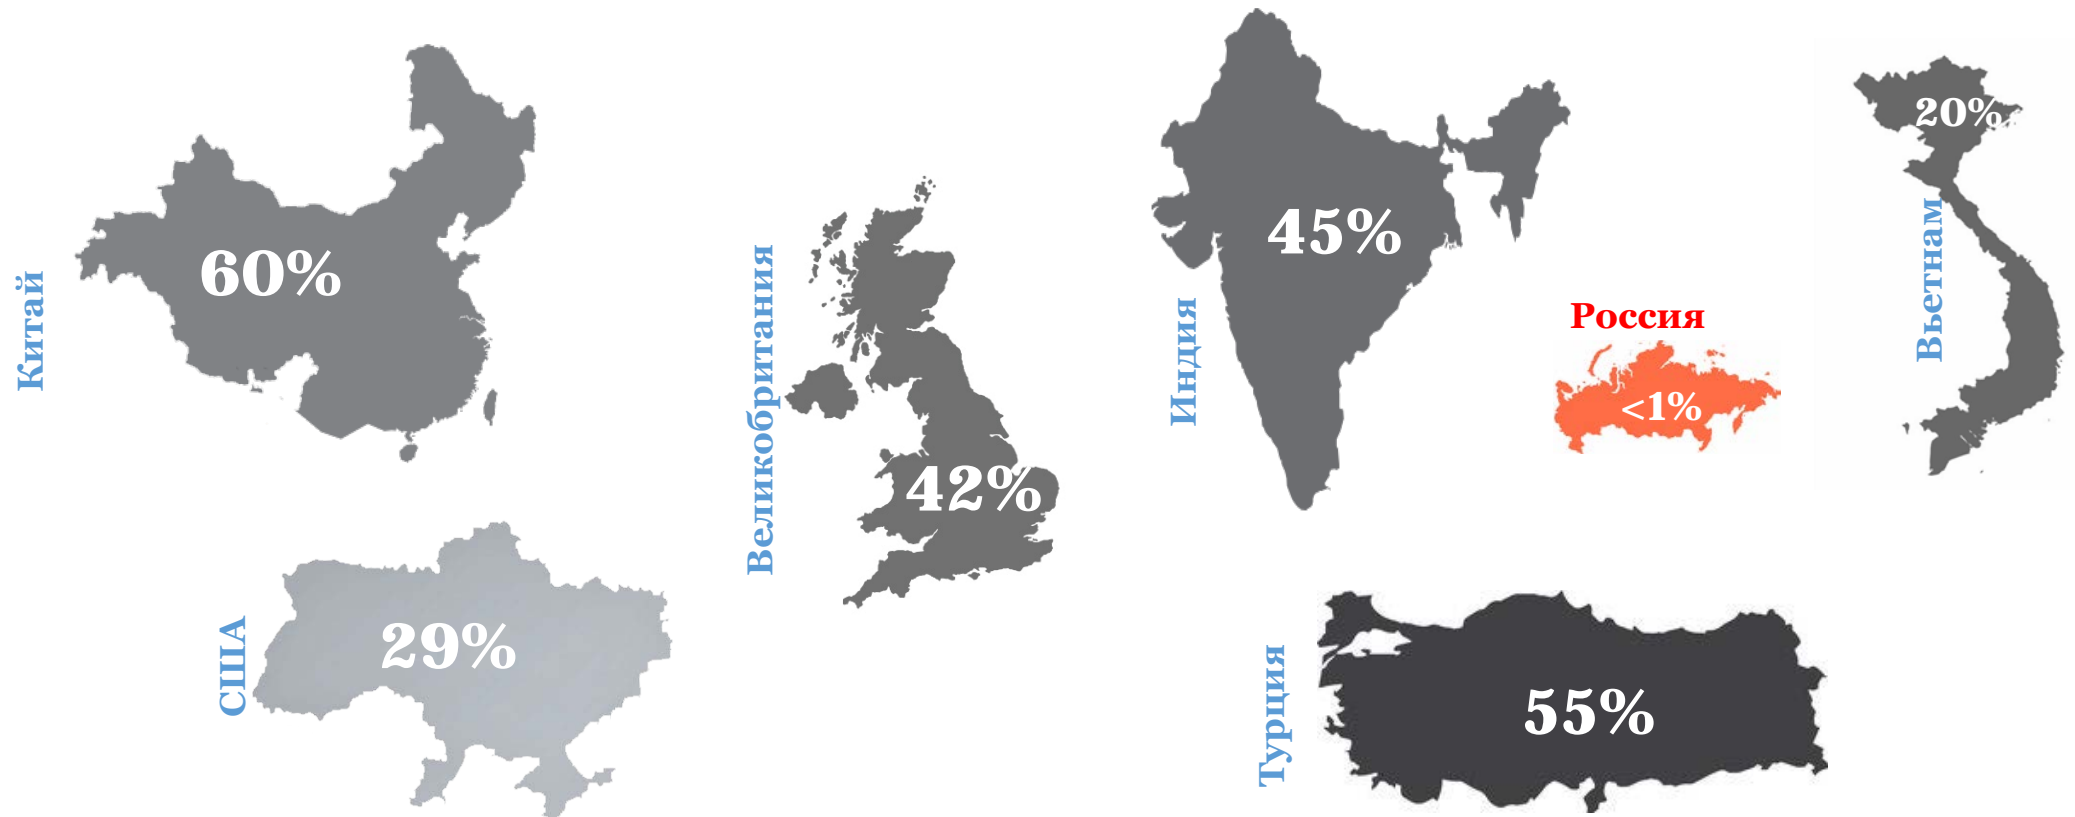 Китай
60%
Великобритания
42%
Индия
45%
Россия
<1%
Вьетнам
20%
США
29%
Турция
55%